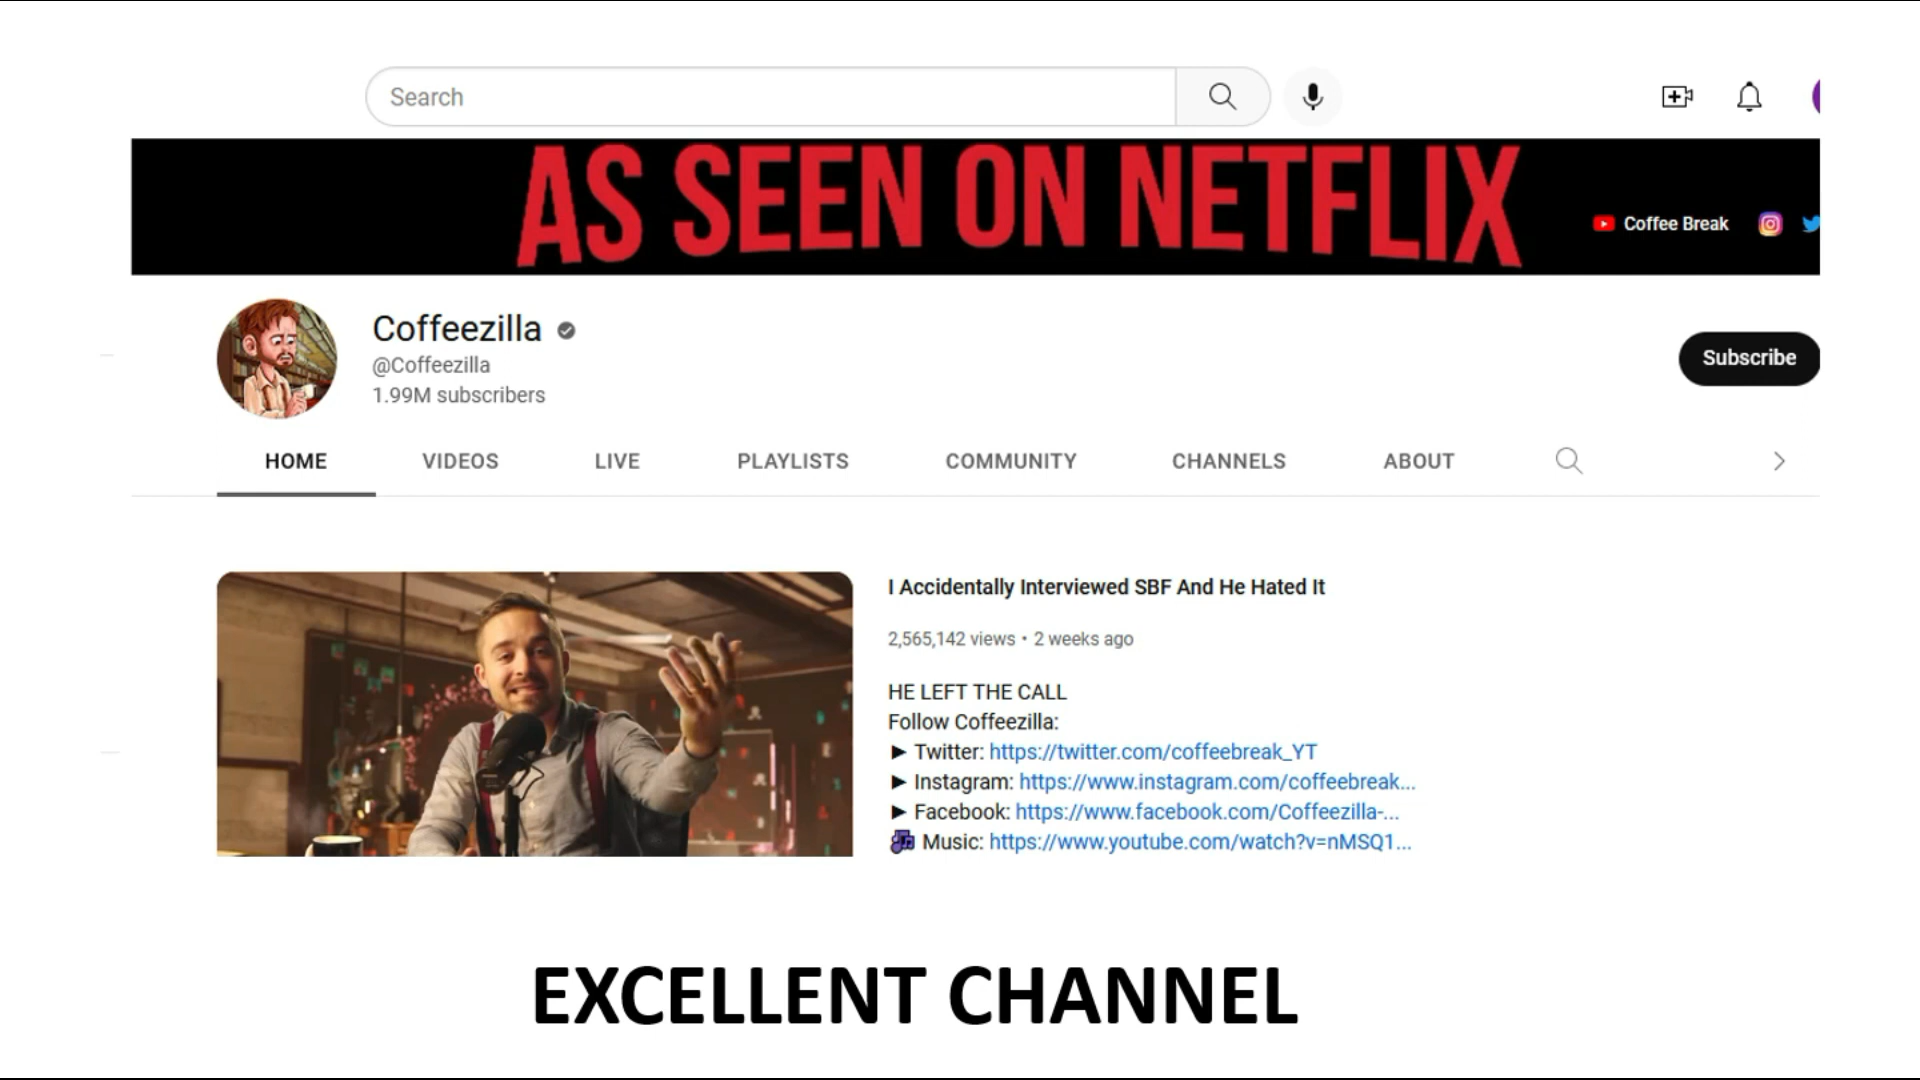 Search
AS SEEN ON NETFLIX
Coffee Break
Coffeezilla
@Coffeezilla
1.99M subscribers
Subscribe
HOME VIDEOS LIVE PLAYLISTS COMMUNITY CHANNELS ABOUT
I Accidentally Interviewed SBF And He Hated It
2,565,142 views • 2 weeks ago
HE LEFT THE CALL
Follow Coffeezilla:
► Twitter: https://twitter.com/coffeebreak_YT
► Instagram: https://www.instagram.com/coffeebreak...
► Facebook: https://www.facebook.com/Coffeezilla-...
🎶 Music: https://www.youtube.com/watch?v=nMSQ1...
EXCELLENT CHANNEL